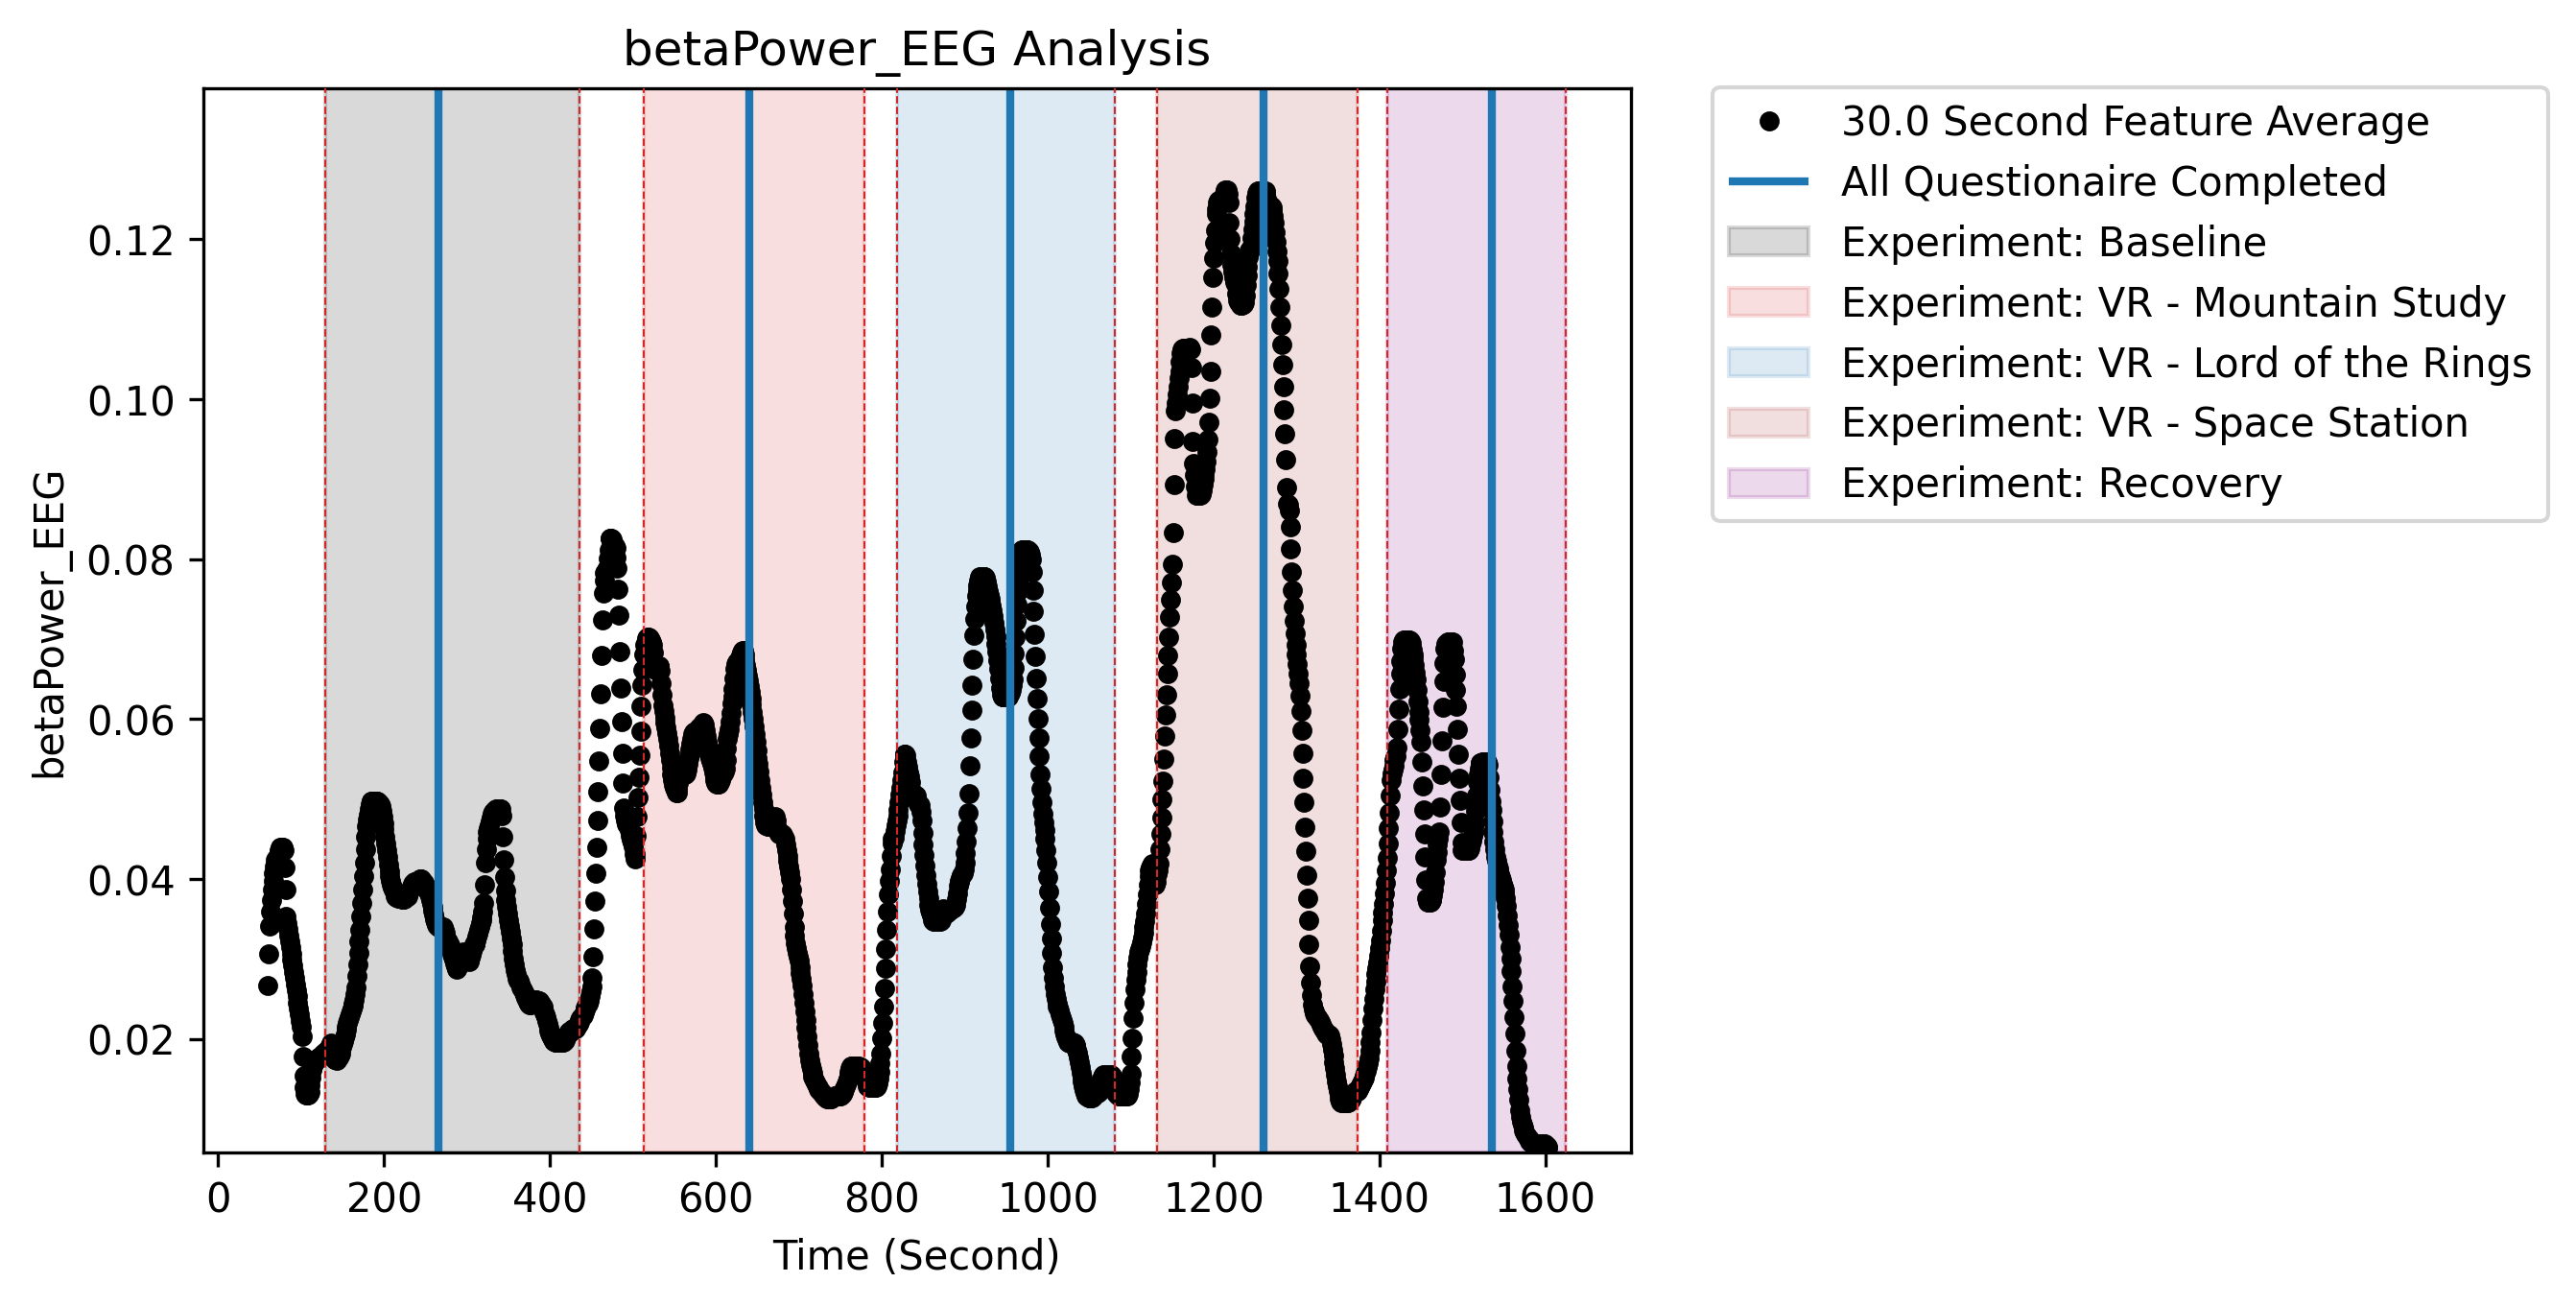 betaPower_EEG Analysis
30.0 Second Feature Average
All Questionaire Completed
Experiment: Baseline
Experiment: VR - Mountain Study
Experiment: VR - Lord of the Rings
Experiment: VR - Space Station
Experiment: Recovery
betaPower_EEG
0.12
0.10
0.08
0.06
0.04
0.02
0 200 400 600 800 1000 1200 1400 1600
Time (Second)